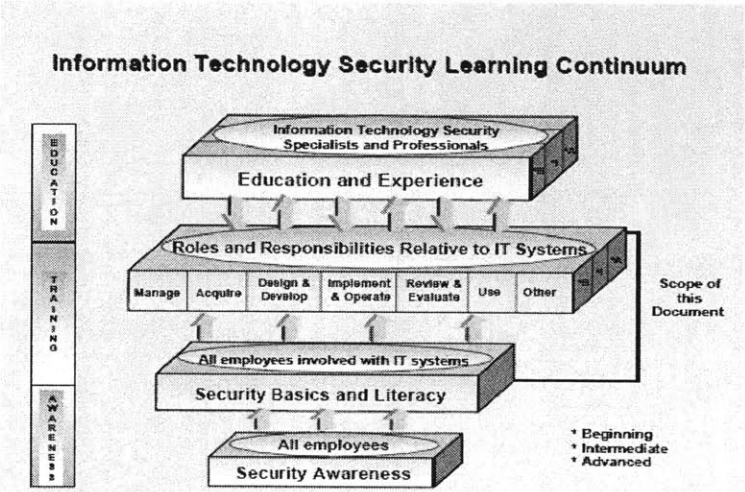 Information Technology Security Learning Continuum
EDUCATION
TRAINING
AWARENESS
Information Technology Security
Specialists and Professionals
Education and Experience
*B *I *A
Roles and Responsibilities Relative to IT Systems
Manage
Acquire
Design &
Develop
Implement
& Operate
Review &
Evaluate
Use
Other
*B *I *A
Scope of
this
Document
All employees involved with IT systems
Security Basics and Literacy
All employees
Security Awareness
* Beginning
* Intermediate
* Advanced